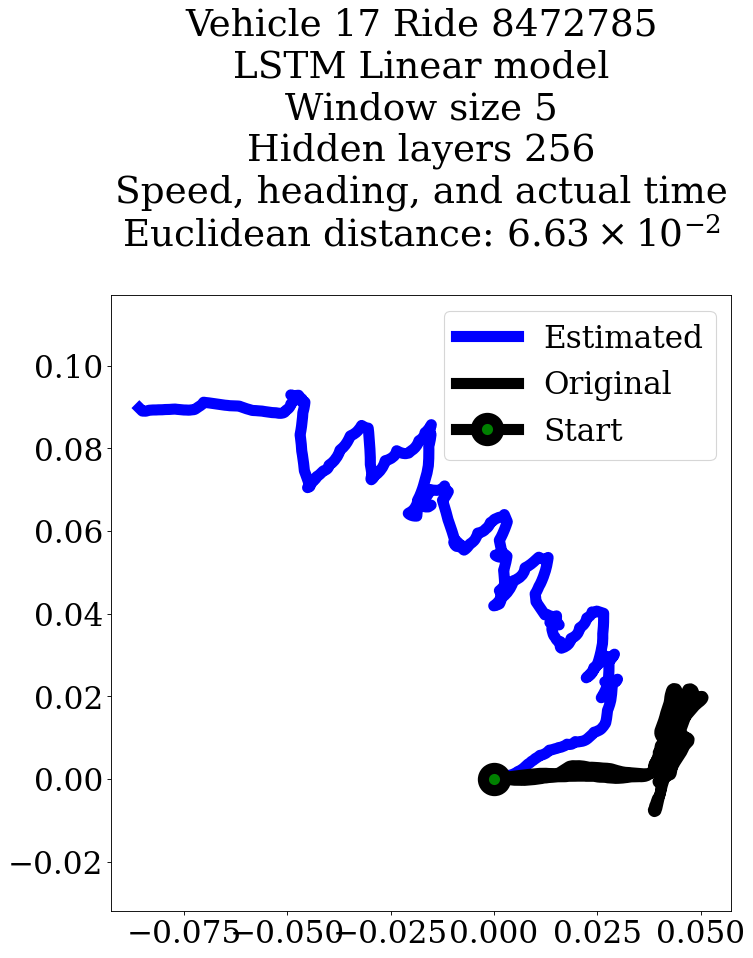 Vehicle 17 Ride 8472785
LSTM Linear model
Window size 5
Hidden layers 256
Speed, heading, and actual time
Euclidean distance: 6.63 × 10⁻²
Estimated
Original
Start
0.10
0.08
0.06
0.04
0.02
0.00
−0.02
−0.075 −0.050 −0.025 0.000 0.025 0.050